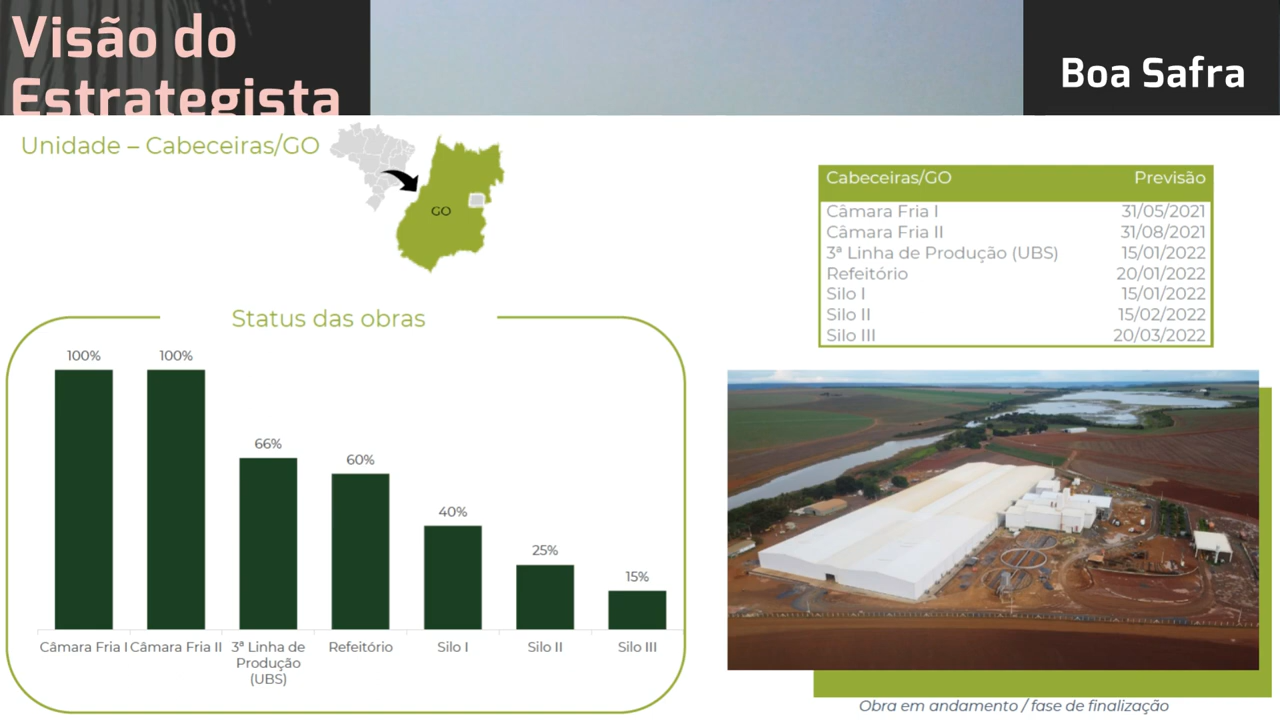 Visão do
Estrategista
Boa Safra
Unidade – Cabeceiras/GO
GO
Cabeceiras/GO Previsão
Câmara Fria I 31/05/2021
Câmara Fria II 31/08/2021
3ª Linha de Produção (UBS) 15/01/2022
Refeitório 20/01/2022
Silo I 15/01/2022
Silo II 15/02/2022
Silo III 20/03/2022
Status das obras
100% 100% 66% 60% 40% 25% 15%
Câmara Fria I Câmara Fria II 3ª Linha de Refeitório Silo I Silo II Silo III
Produção
(UBS)
Obra em andamento / fase de finalização